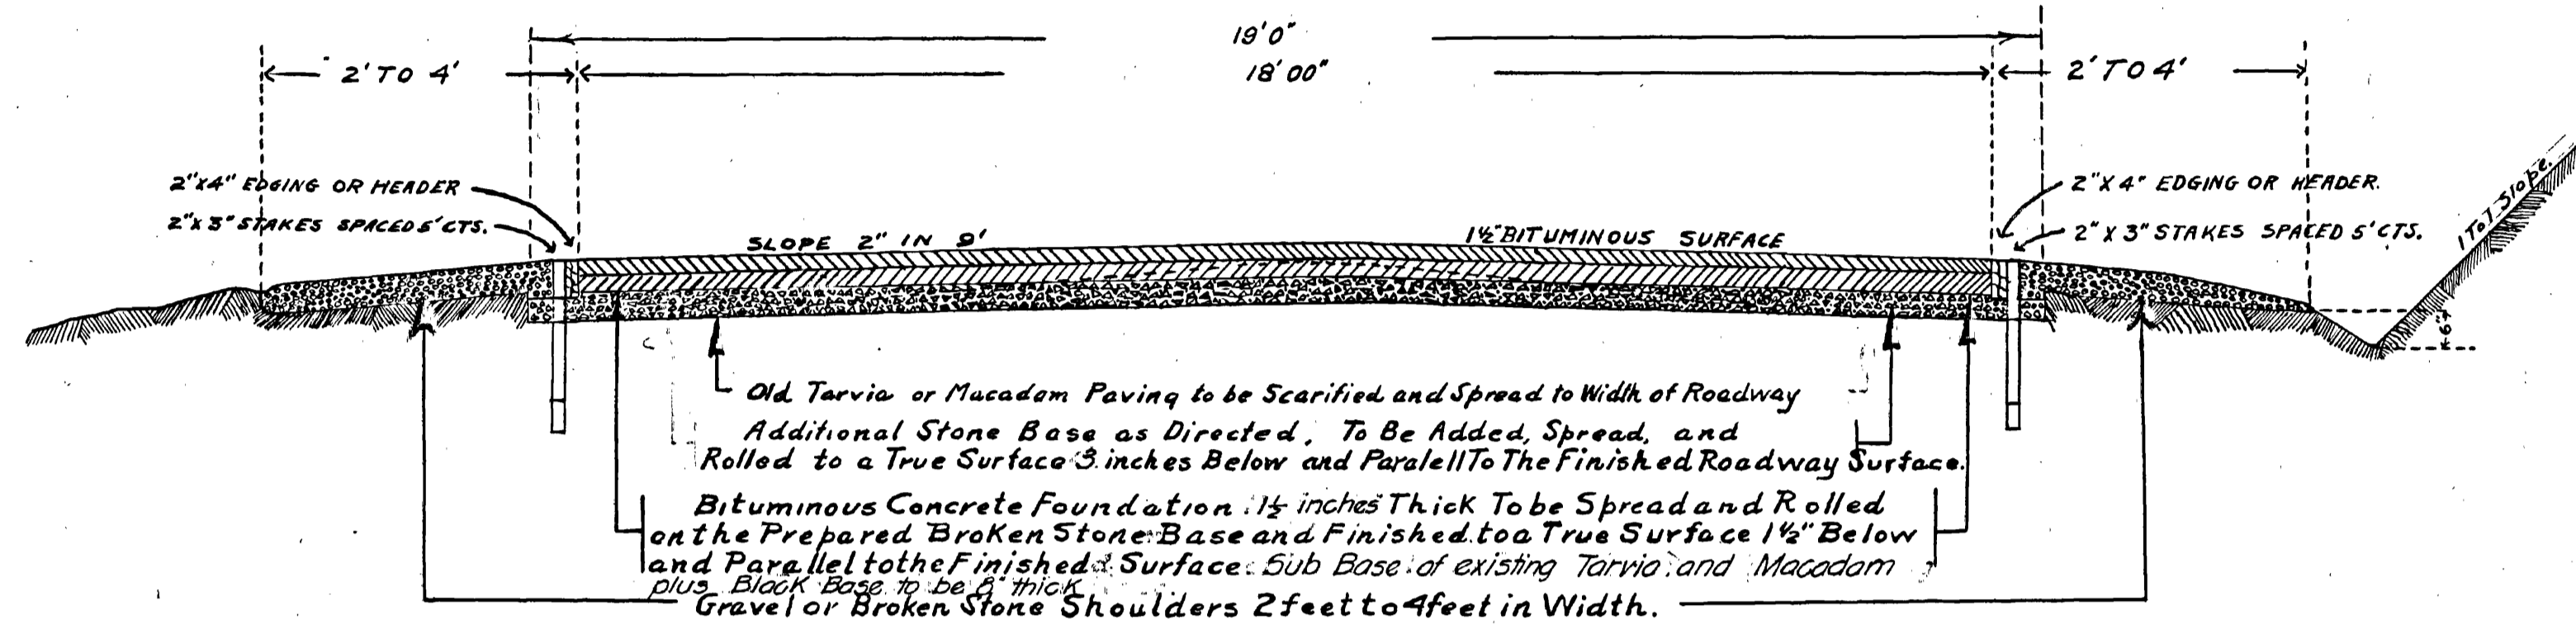 19'0"
2' TO 4'
18'00"
2' TO 4'
2"X4" EDGING OR HEADER
2"X3" STAKES SPACED 5' CTS.
SLOPE 2" IN 9'
1½" BITUMINOUS SURFACE
2"X4" EDGING OR HEADER.
2"X3" STAKES SPACED 5' CTS.
1 To 1 Slope.
6"
Old Tarvia or Macadam Paving to be Scarified and Spread to Width of Roadway
Additional Stone Base as Directed, To Be Added, Spread, and
Rolled to a True Surface 3 inches Below and Paralell To The Finished Roadway Surface.
Bituminous Concrete Foundation 1½ inches Thick To be Spread and Rolled
on the Prepared Broken Stone Base and Finished to a True Surface 1½" Below
and Parallel to the Finished Surface. Sub Base of existing Tarvia and Macadam
plus Black Base to be 8" thick
Gravel or Broken Stone Shoulders 2 feet to 4 feet in Width.